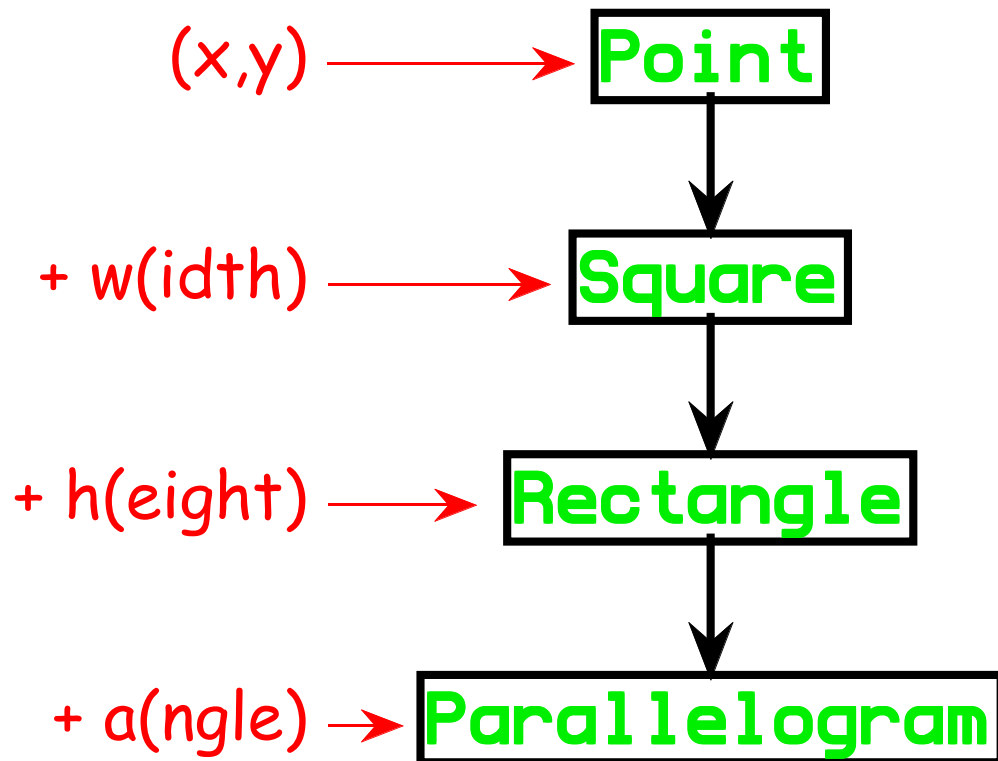 (x,y) Point
+ w(idth) Square
+ h(eight) Rectangle
+ a(ngle) Parallelogram